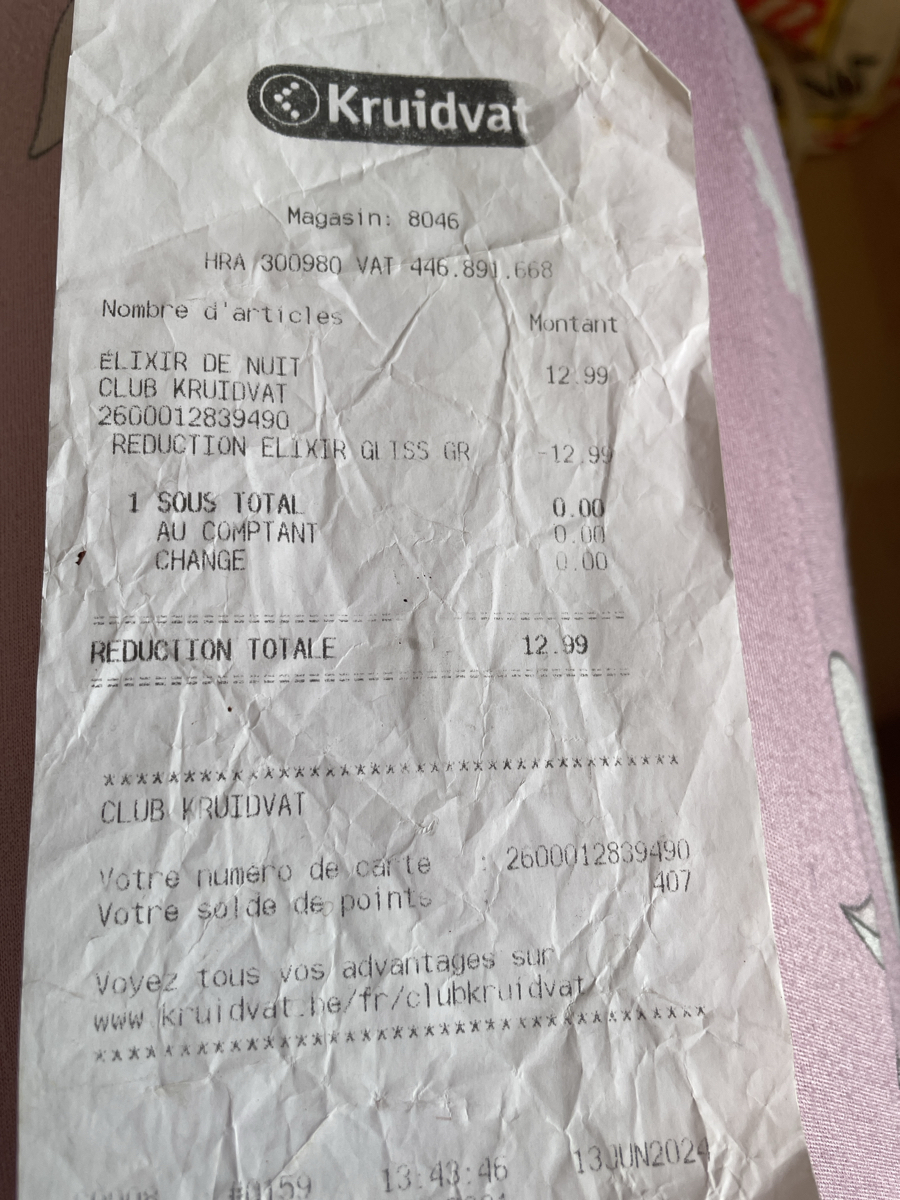 Kruidvat
Magasin: 8046
HRA 300980 VAT 446.891.668
Nombre d'articles Montant
ÉLIXIR DE NUIT 12.99
CLUB KRUIDVAT
2600012839490
REDUCTION ELIXIR GLISS GR -12.99
1 SOUS TOTAL 0.00
AU COMPTANT 0.00
CHANGE 0.00
REDUCTION TOTALE 12.99
****************************************
CLUB KRUIDVAT
Votre numéro de carte : 2600012839490
Votre solde de points : 407
Voyez tous vos advantages sur
www.kruidvat.be/fr/clubkruidvat
****************************************
#0159 13:43:46 13JUN2024